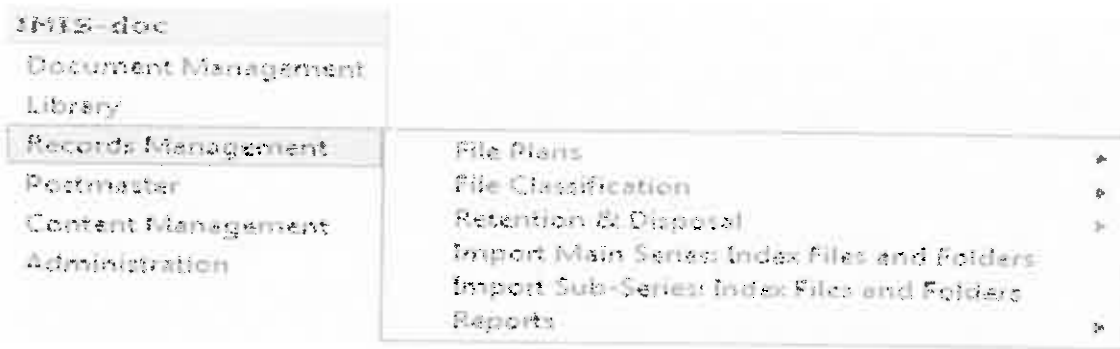 Document Management
Library
Records Management
Postmaster
Content Management
Administration
File Plans
File Classification
Retention & Disposal
Import Main Series: Index Files and Folders
Import Sub-Series: Index Files and Folders
Reports